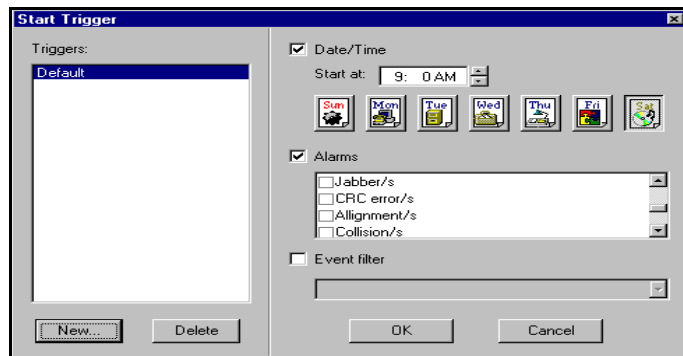 Start Trigger
Triggers:
Default
New...
Delete
Date/Time
Start at: 9: 0 AM
Sun Mon Tue Wed Thu Fri Sat
Alarms
Jabber/s
CRC error/s
Allignment/s
Collision/s
Event filter
OK
Cancel